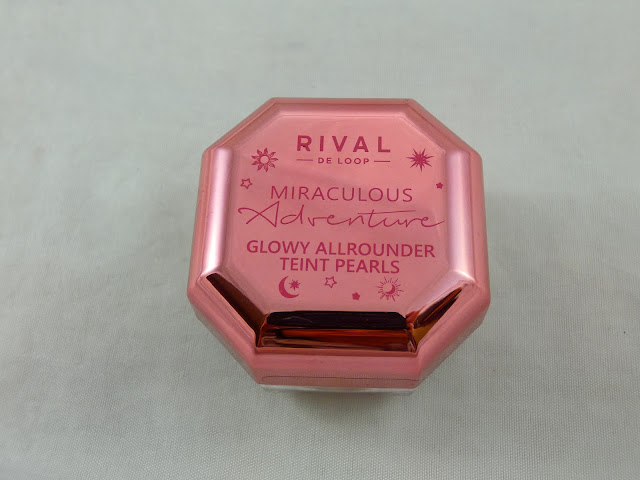 RIVAL
DE LOOP
MIRACULOUS
Adventure
GLOWY ALLROUNDER
TEINT PEARLS